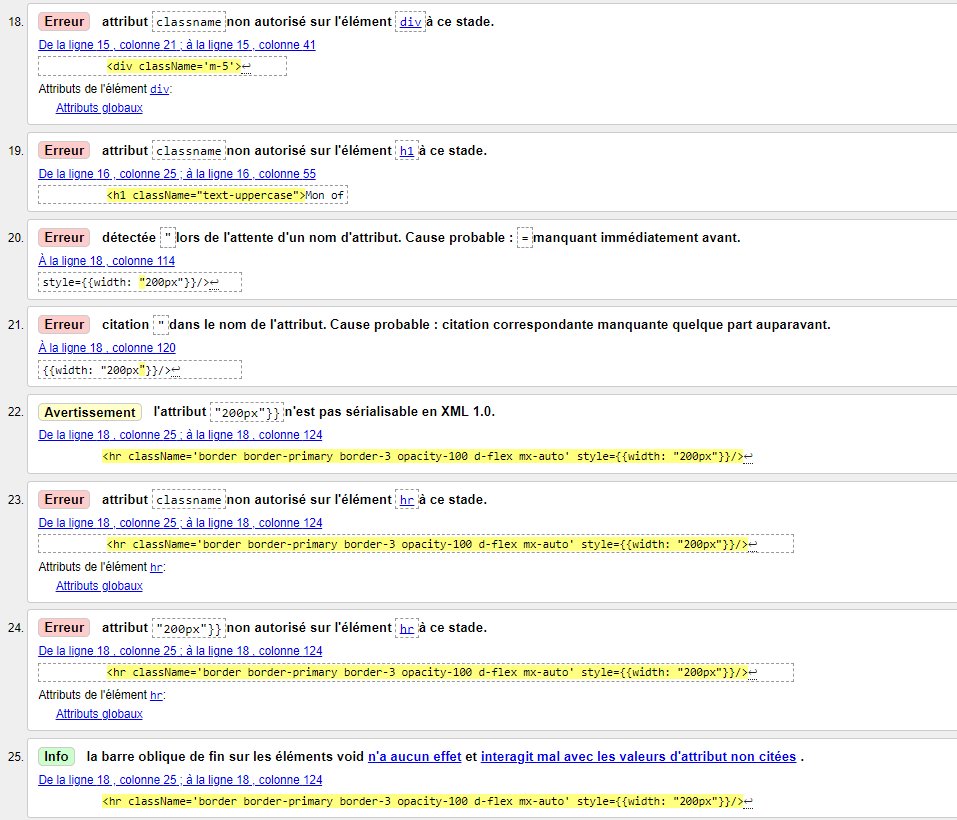 18. Erreur attribut classname non autorisé sur l'élément div à ce stade.
De la ligne 15 , colonne 21 ; à la ligne 15 , colonne 41
<div className='m-5'>↩
Attributs de l'élément div:
Attributs globaux
19. Erreur attribut classname non autorisé sur l'élément h1 à ce stade.
De la ligne 16 , colonne 25 ; à la ligne 16 , colonne 55
<h1 className="text-uppercase">Mon of
20. Erreur détectée " lors de l'attente d'un nom d'attribut. Cause probable : = manquant immédiatement avant.
À la ligne 18 , colonne 114
style={{width: "200px"}}/>↩
21. Erreur citation " dans le nom de l'attribut. Cause probable : citation correspondante manquante quelque part auparavant.
À la ligne 18 , colonne 120
{{width: "200px"}}/>↩
22. Avertissement l'attribut "200px"}} n'est pas sérialisable en XML 1.0.
De la ligne 18 , colonne 25 ; à la ligne 18 , colonne 124
<hr className='border border-primary border-3 opacity-100 d-flex mx-auto' style={{width: "200px"}}/>↩
23. Erreur attribut classname non autorisé sur l'élément hr à ce stade.
De la ligne 18 , colonne 25 ; à la ligne 18 , colonne 124
<hr className='border border-primary border-3 opacity-100 d-flex mx-auto' style={{width: "200px"}}/>↩
Attributs de l'élément hr:
Attributs globaux
24. Erreur attribut "200px"}} non autorisé sur l'élément hr à ce stade.
De la ligne 18 , colonne 25 ; à la ligne 18 , colonne 124
<hr className='border border-primary border-3 opacity-100 d-flex mx-auto' style={{width: "200px"}}/>↩
Attributs de l'élément hr:
Attributs globaux
25. Info la barre oblique de fin sur les éléments void n'a aucun effet et interagit mal avec les valeurs d'attribut non citées .
De la ligne 18 , colonne 25 ; à la ligne 18 , colonne 124
<hr className='border border-primary border-3 opacity-100 d-flex mx-auto' style={{width: "200px"}}/>↩